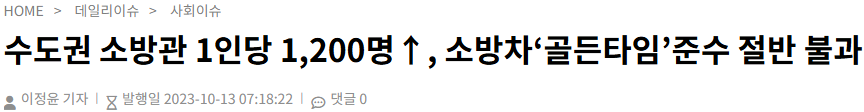 HOME > 데일리이슈 > 사회이슈
수도권 소방관 1인당 1,200명↑, 소방차‘골든타임’준수 절반 불과
이정윤 기자 | 발행일 2023-10-13 07:18:22 | 댓글 0